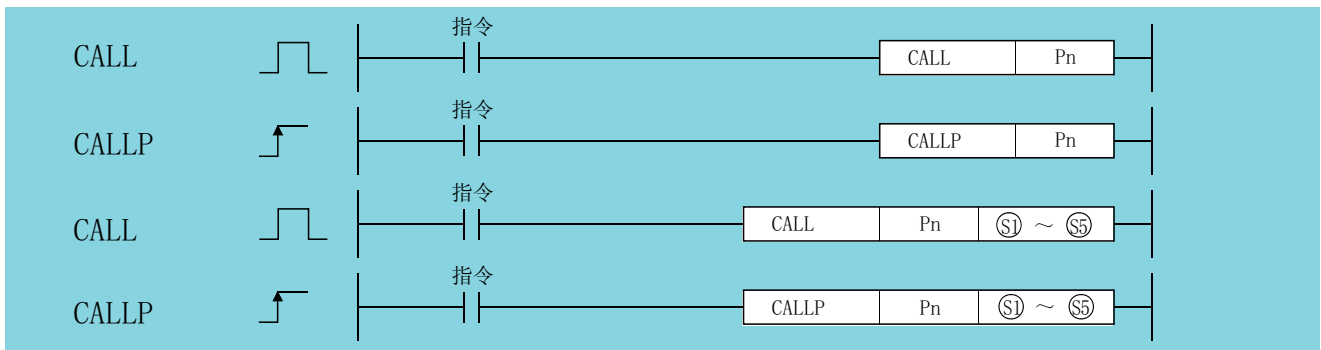 指令
CALL CALL Pn
指令
CALLP CALLP Pn
指令
CALL CALL Pn S1 ～ S5
指令
CALLP CALLP Pn S1 ～ S5